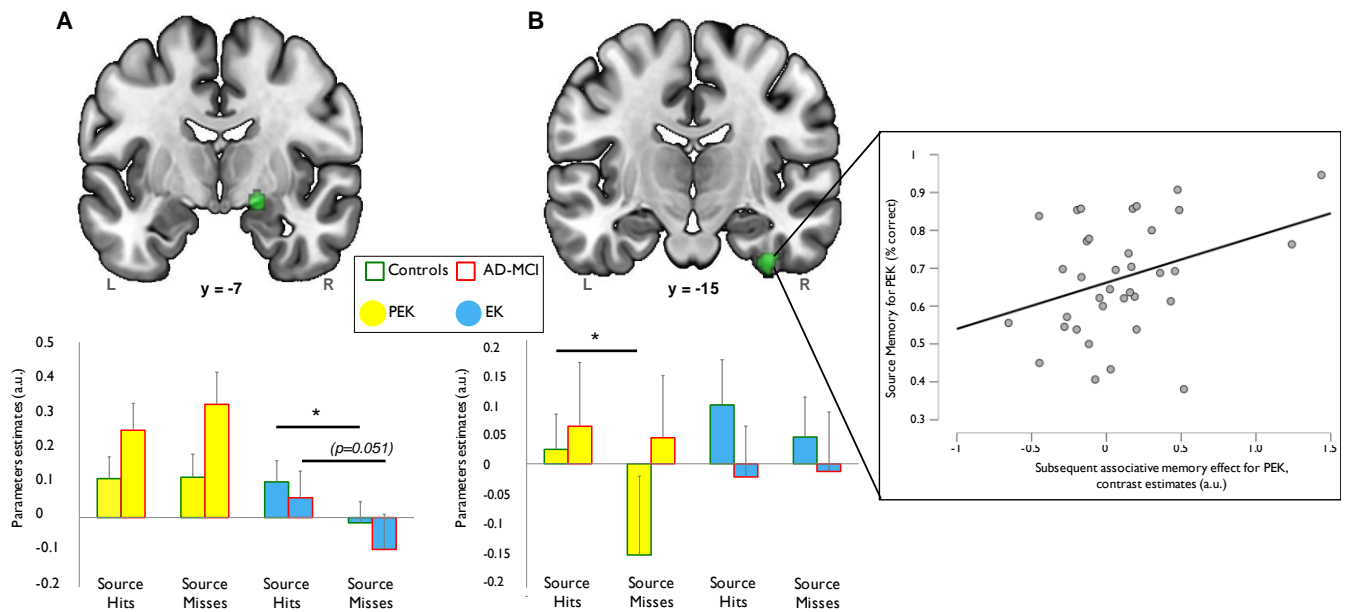 A
B
L
y = -7
R
L
y = -15
R
Controls
AD-MCI
PEK
EK
Parameters estimates (a.u.)
0.5
0.4
0.3
0.2
0.1
0
-0.1
-0.2
*
*
(p=0.051)
Source
Hits
Source
Misses
Source
Hits
Source
Misses
Parameters estimates (a.u.)
0.2
0.15
0.1
0.05
0
-0.05
-0.1
-0.15
-0.2
*
Source
Hits
Source
Misses
Source
Hits
Source
Misses
Source Memory for PEK (% correct)
1
0.9
0.8
0.7
0.6
0.5
0.4
0.3
-1
-0.5
0
0.5
1.0
1.5
Subsequent associative memory effect for PEK,
contrast estimates (a.u.)